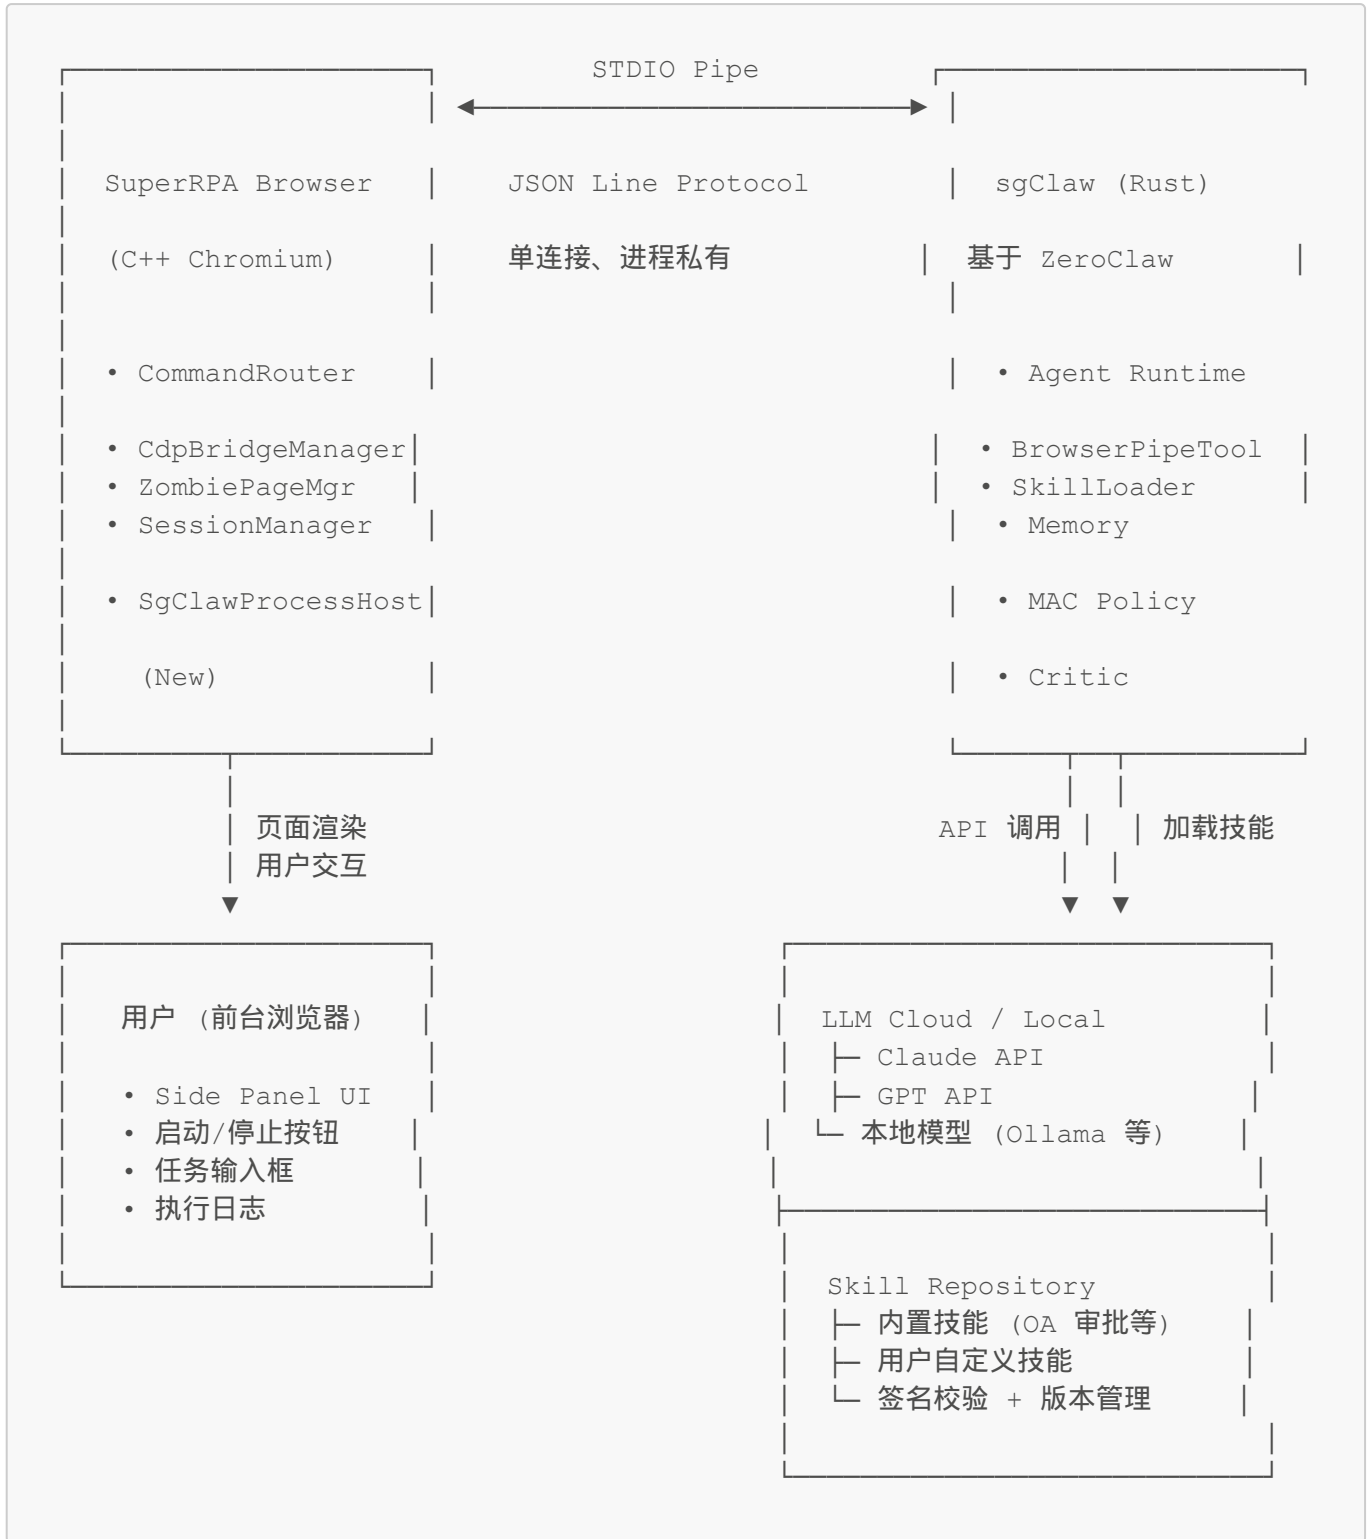 STDIO Pipe
SuperRPA Browser
JSON Line Protocol
sgClaw (Rust)
(C++ Chromium)
单连接、进程私有
基于 ZeroClaw
• CommandRouter
• Agent Runtime
• CdpBridgeManager
• BrowserPipeTool
• ZombiePageMgr
• SkillLoader
• SessionManager
• Memory
• SgClawProcessHost
• MAC Policy
(New)
• Critic
页面渲染
API 调用
加载技能
用户交互
用户 (前台浏览器)
LLM Cloud / Local
├─ Claude API
• Side Panel UI
├─ GPT API
• 启动/停止按钮
└─ 本地模型 (Ollama 等)
• 任务输入框
• 执行日志
Skill Repository
├─ 内置技能 (OA 审批等)
├─ 用户自定义技能
└─ 签名校验 + 版本管理